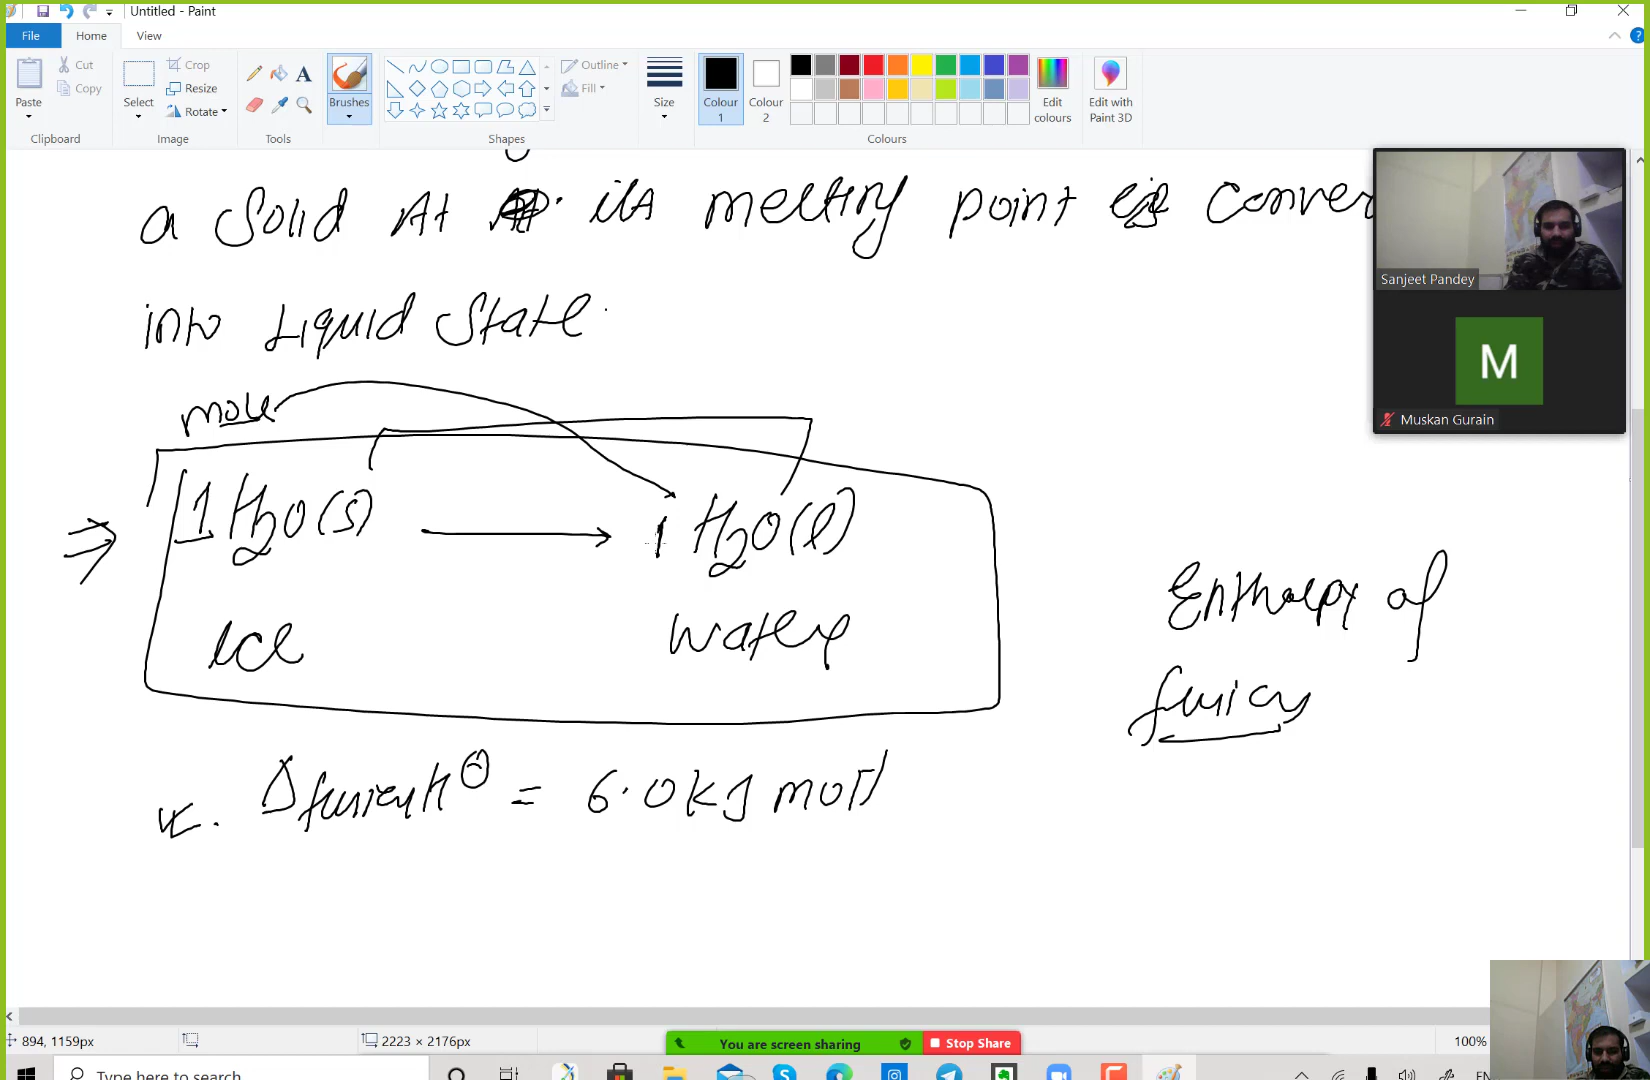 Untitled - Paint
File Home View
Paste
Cut
Copy
Clipboard
Select
Crop
Resize
Rotate
Image
Tools
Brushes
Shapes
Outline
Fill
Size
Colour 1
Colour 2
Colours
Edit colours
Edit with Paint 3D
a Solid At its melting point is conver
into Liquid State.
mole
1 H2O(s) → 1 H2O(l)
Ice water
Enthalpy of
= 6.0 kJ mol-1
Sanjeet Pandey
M
Muskan Gurain
894, 1159px
2223 × 2176px
You are screen sharing
Stop Share
100%
Type here to search